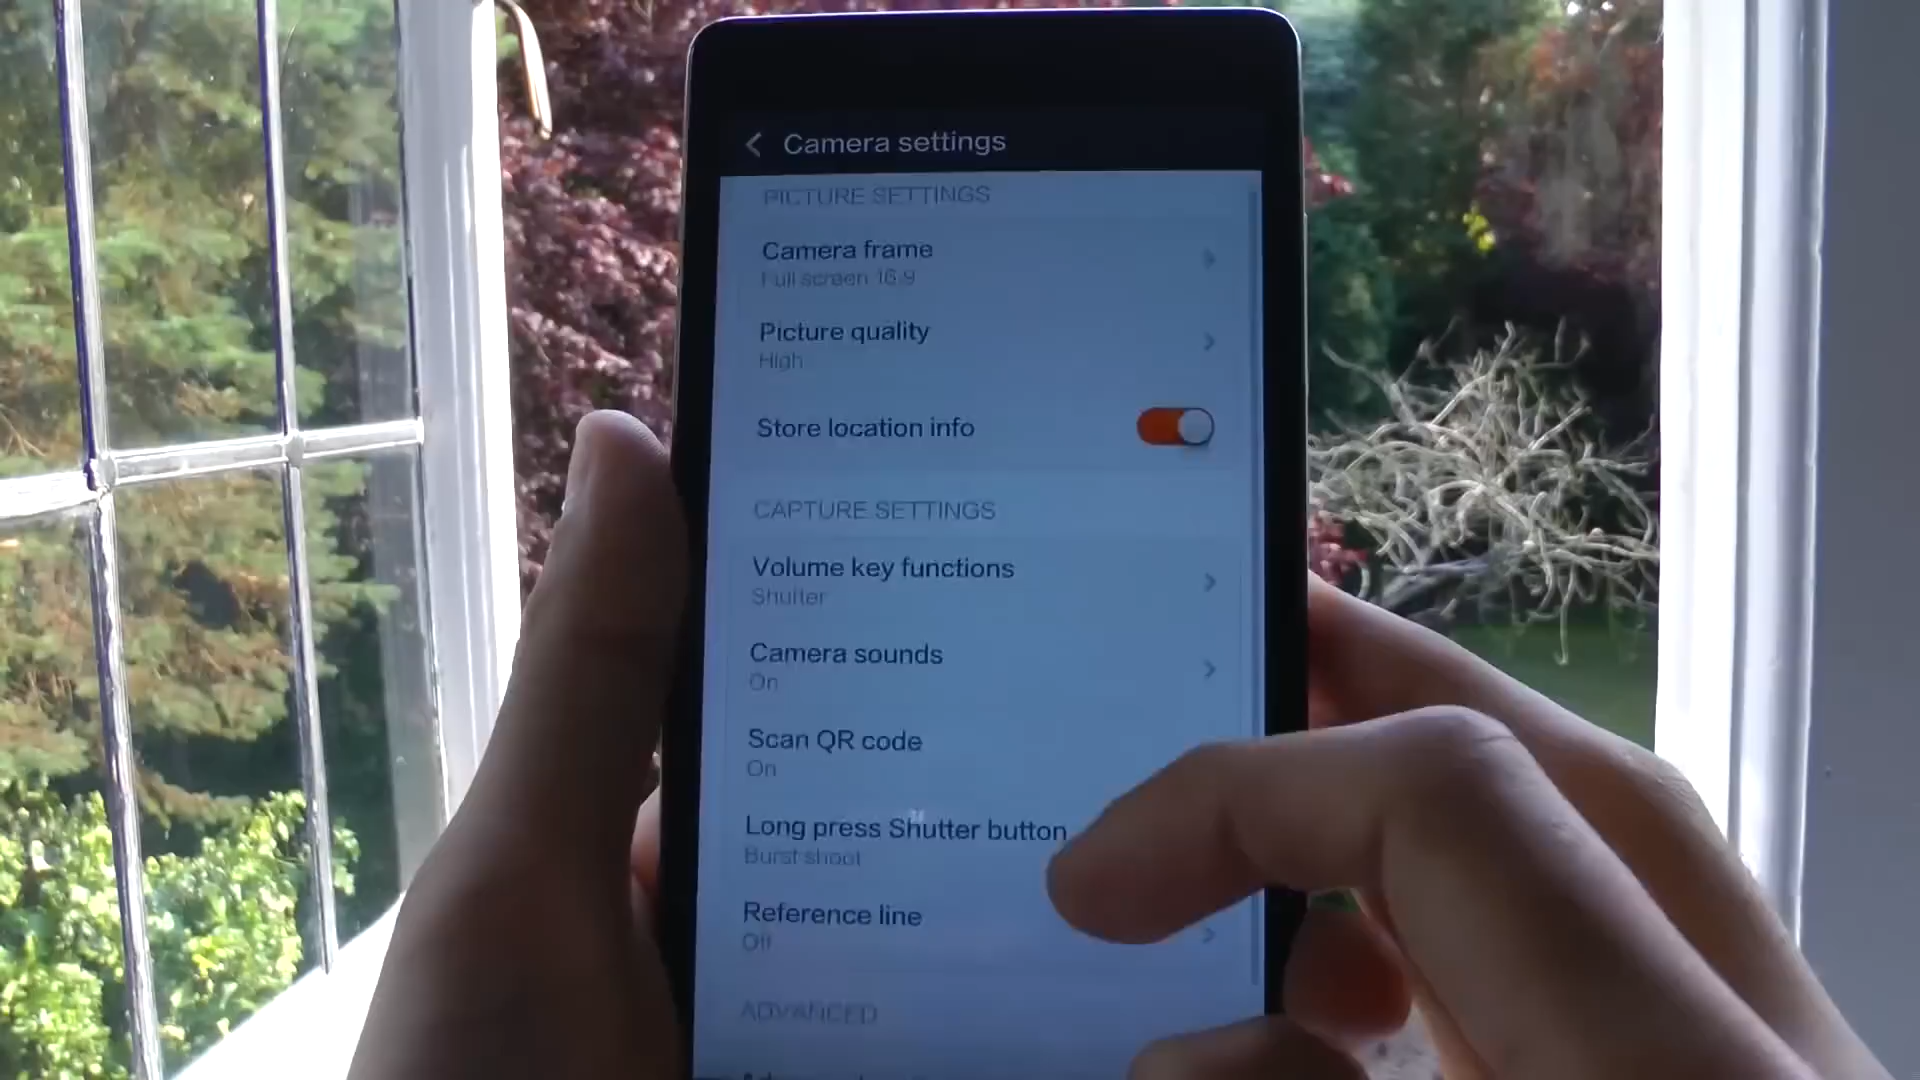 Camera settings
PICTURE SETTINGS
Camera frame
Full screen 16:9
Picture quality
High
Store location info
CAPTURE SETTINGS
Volume key functions
Shutter
Camera sounds
On
Scan QR code
On
Long press Shutter button
Burst shoot
Reference line
Off
ADVANCED